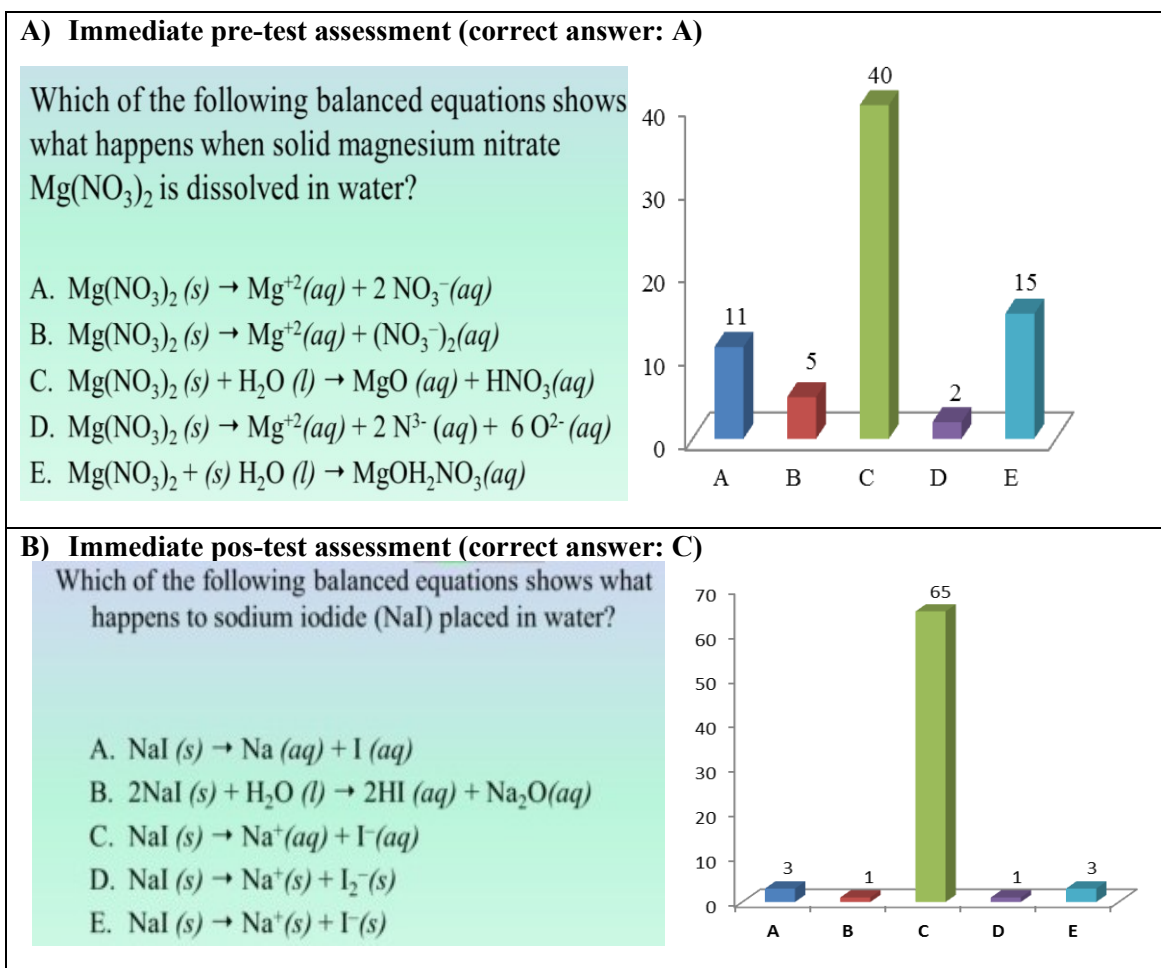 A) Immediate pre-test assessment (correct answer: A)
Which of the following balanced equations shows
what happens when solid magnesium nitrate
Mg(NO₃)₂ is dissolved in water?
A. Mg(NO₃)₂ (s) → Mg⁺²(aq) + 2 NO₃⁻(aq)
B. Mg(NO₃)₂ (s) → Mg⁺²(aq) + (NO₃⁻)₂(aq)
C. Mg(NO₃)₂ (s) + H₂O (l) → MgO (aq) + HNO₃(aq)
D. Mg(NO₃)₂ (s) → Mg⁺²(aq) + 2 N³⁻ (aq) + 6 O²⁻ (aq)
E. Mg(NO₃)₂ + (s) H₂O (l) → MgOH₂NO₃(aq)
40
30
20
10
0
11
5
40
2
15
A B C D E
B) Immediate pos-test assessment (correct answer: C)
Which of the following balanced equations shows what
happens to sodium iodide (NaI) placed in water?
A. NaI (s) → Na (aq) + I (aq)
B. 2NaI (s) + H₂O (l) → 2HI (aq) + Na₂O(aq)
C. NaI (s) → Na⁺(aq) + I⁻(aq)
D. NaI (s) → Na⁺(s) + I₂⁻(s)
E. NaI (s) → Na⁺(s) + I⁻(s)
70
60
50
40
30
20
10
0
3
1
65
1
3
A B C D E